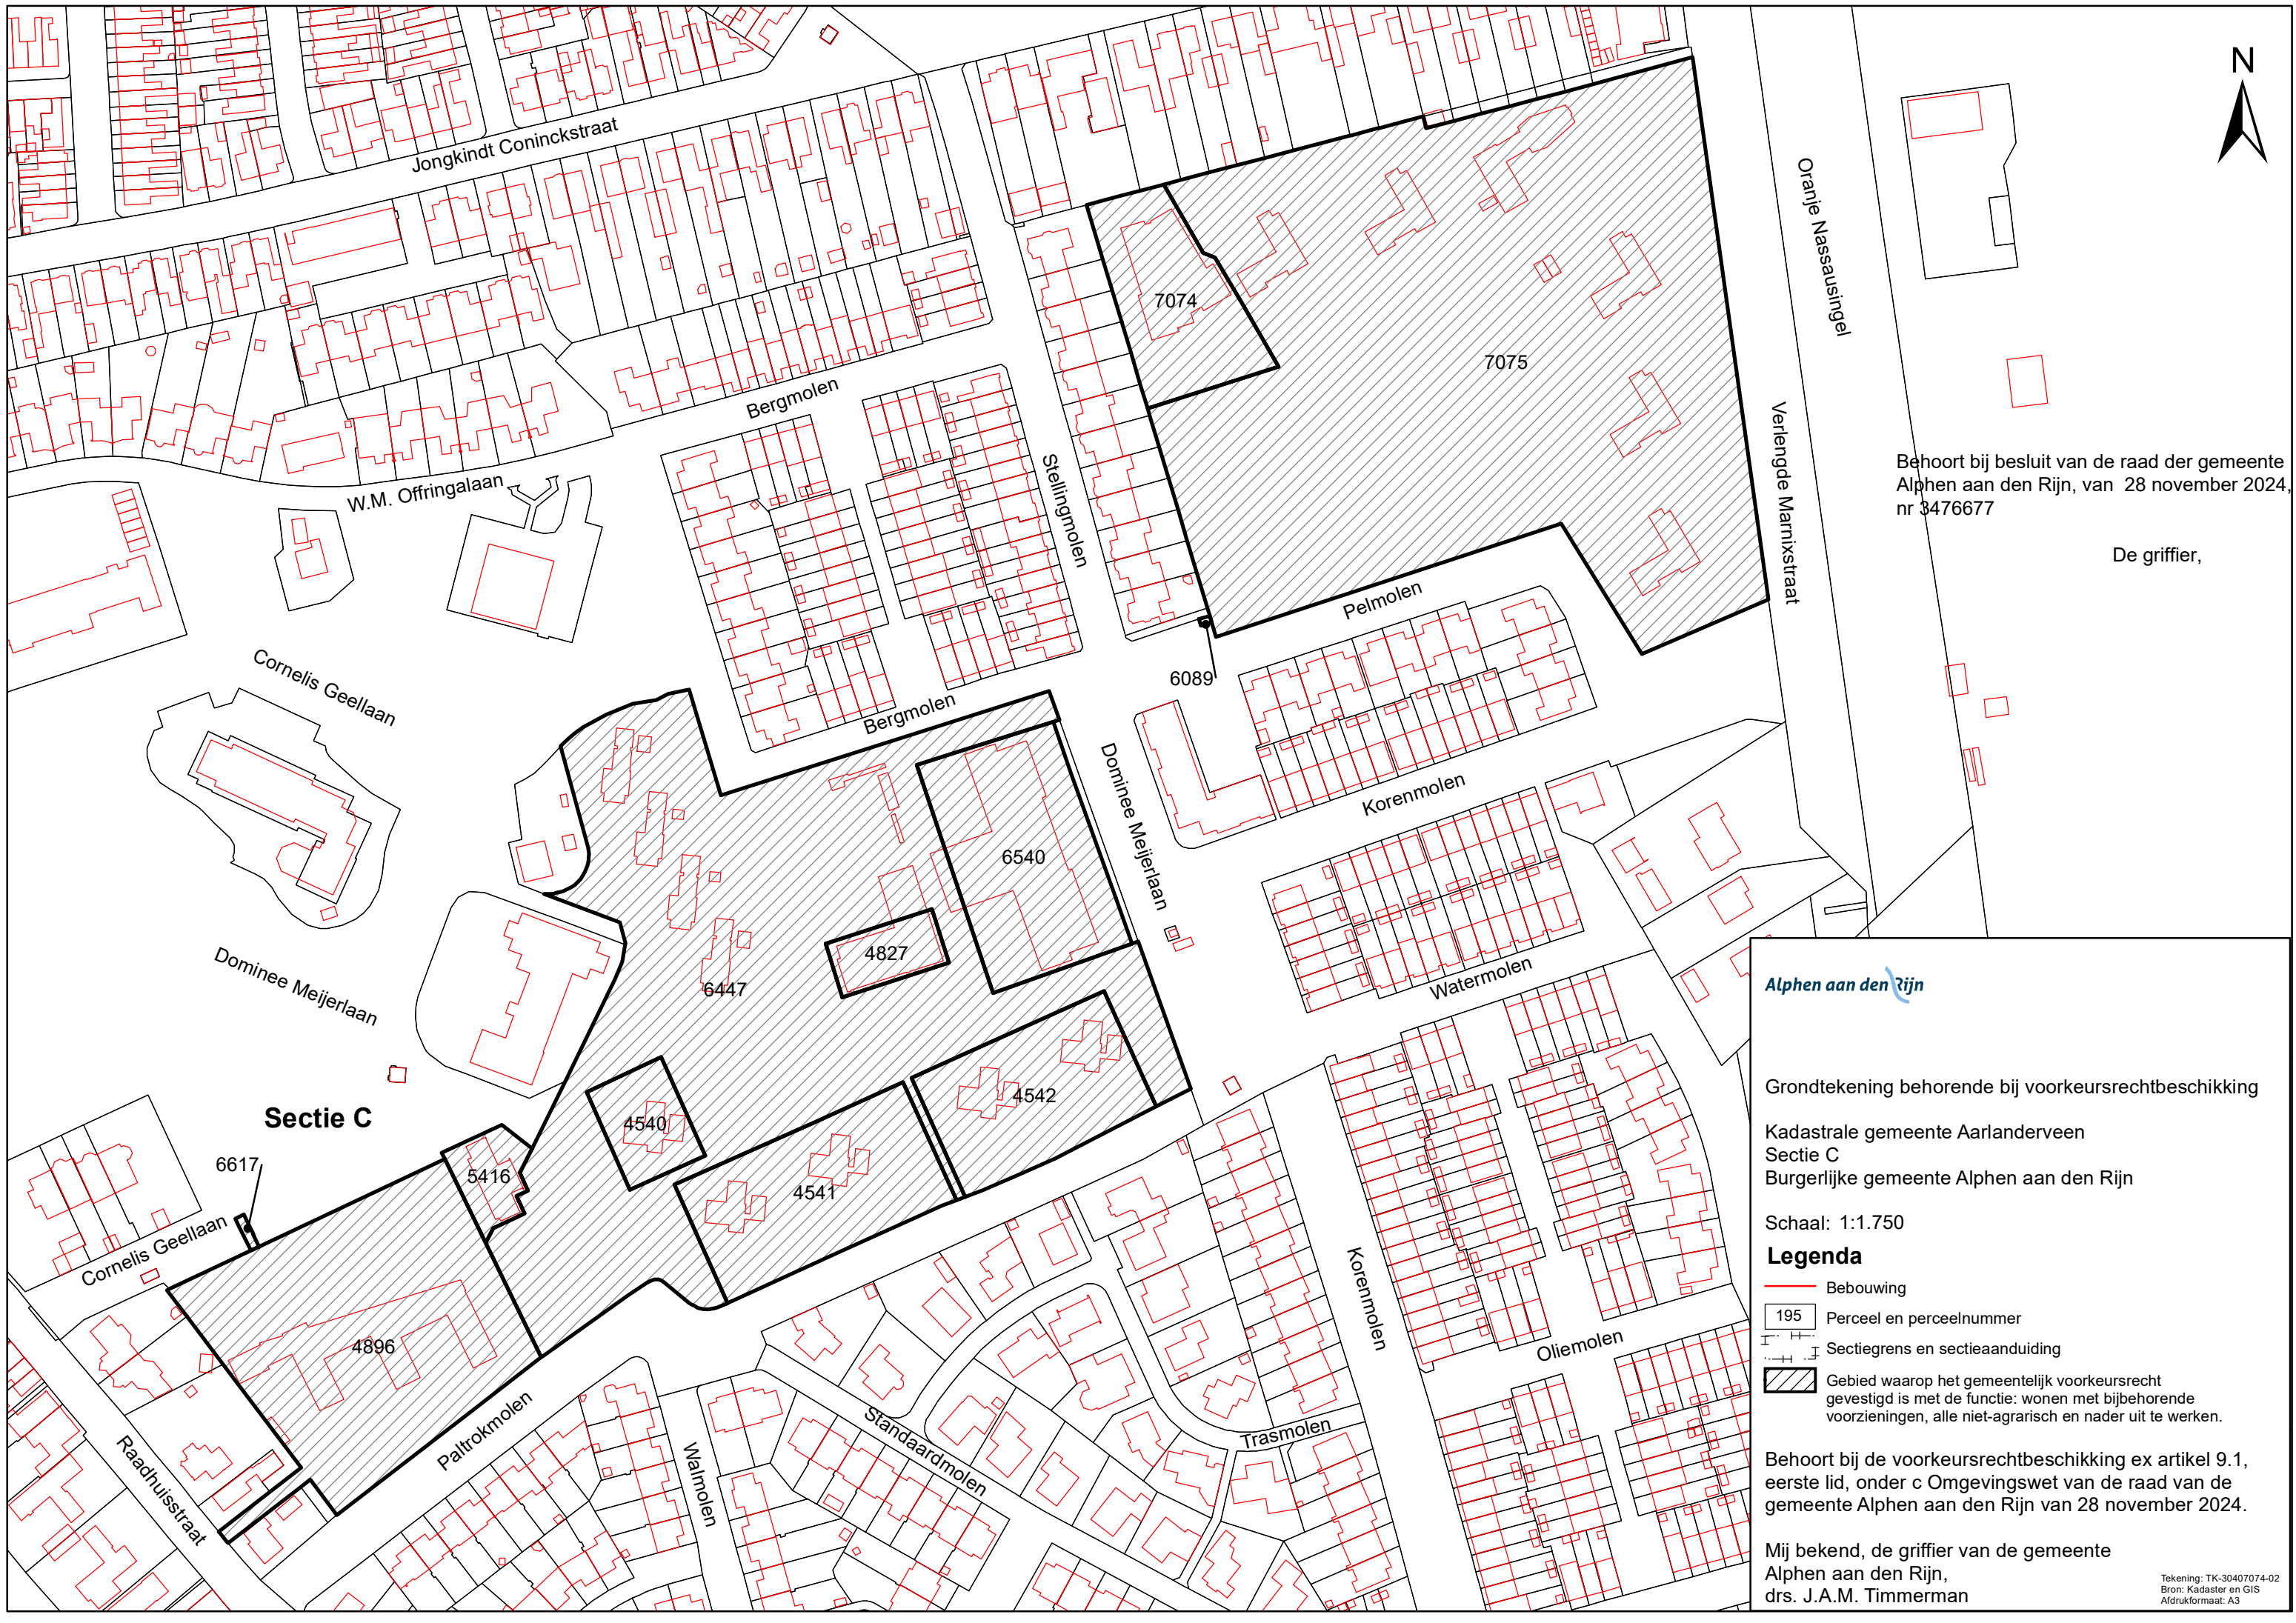 N
Jongkindt Coninckstraat
Oranje Nassausingel
7074
7075
Bergmolen
Verlengde Marnixstraat
Behoort bij besluit van de raad der gemeente
Alphen aan den Rijn, van 28 november 2024,
nr 3476677
De griffier,
W.M. Offringalaan
Stellingmolen
Pelmolen
6089
Cornelis Geellaan
Bergmolen
Dominee Meijerlaan
Korenmolen
6540
4827
6447
Dominee Meijerlaan
Watermolen
4542
4540
4541
Sectie C
5416
6617
Cornelis Geellaan
4896
Korenmolen
Oliemolen
Paltrokmolen
Standaardmolen
Trasmolen
Walmolen
Raadhuisstraat
Alphen aan den Rijn
Grondtekening behorende bij voorkeursrechtbeschikking
Kadastrale gemeente Aarlanderveen
Sectie C
Burgerlijke gemeente Alphen aan den Rijn
Schaal: 1:1.750
Legenda
Bebouwing
195 Perceel en perceelnummer
Sectiegrens en sectieaanduiding
Gebied waarop het gemeentelijk voorkeursrecht
gevestigd is met de functie: wonen met bijbehorende
voorzieningen, alle niet-agrarisch en nader uit te werken.
Behoort bij de voorkeursrechtbeschikking ex artikel 9.1,
eerste lid, onder c Omgevingswet van de raad van de
gemeente Alphen aan den Rijn van 28 november 2024.
Mij bekend, de griffier van de gemeente
Alphen aan den Rijn,
drs. J.A.M. Timmerman
Tekening: TK-30407074-02
Bron: Kadaster en GIS
Afdrukformaat: A3